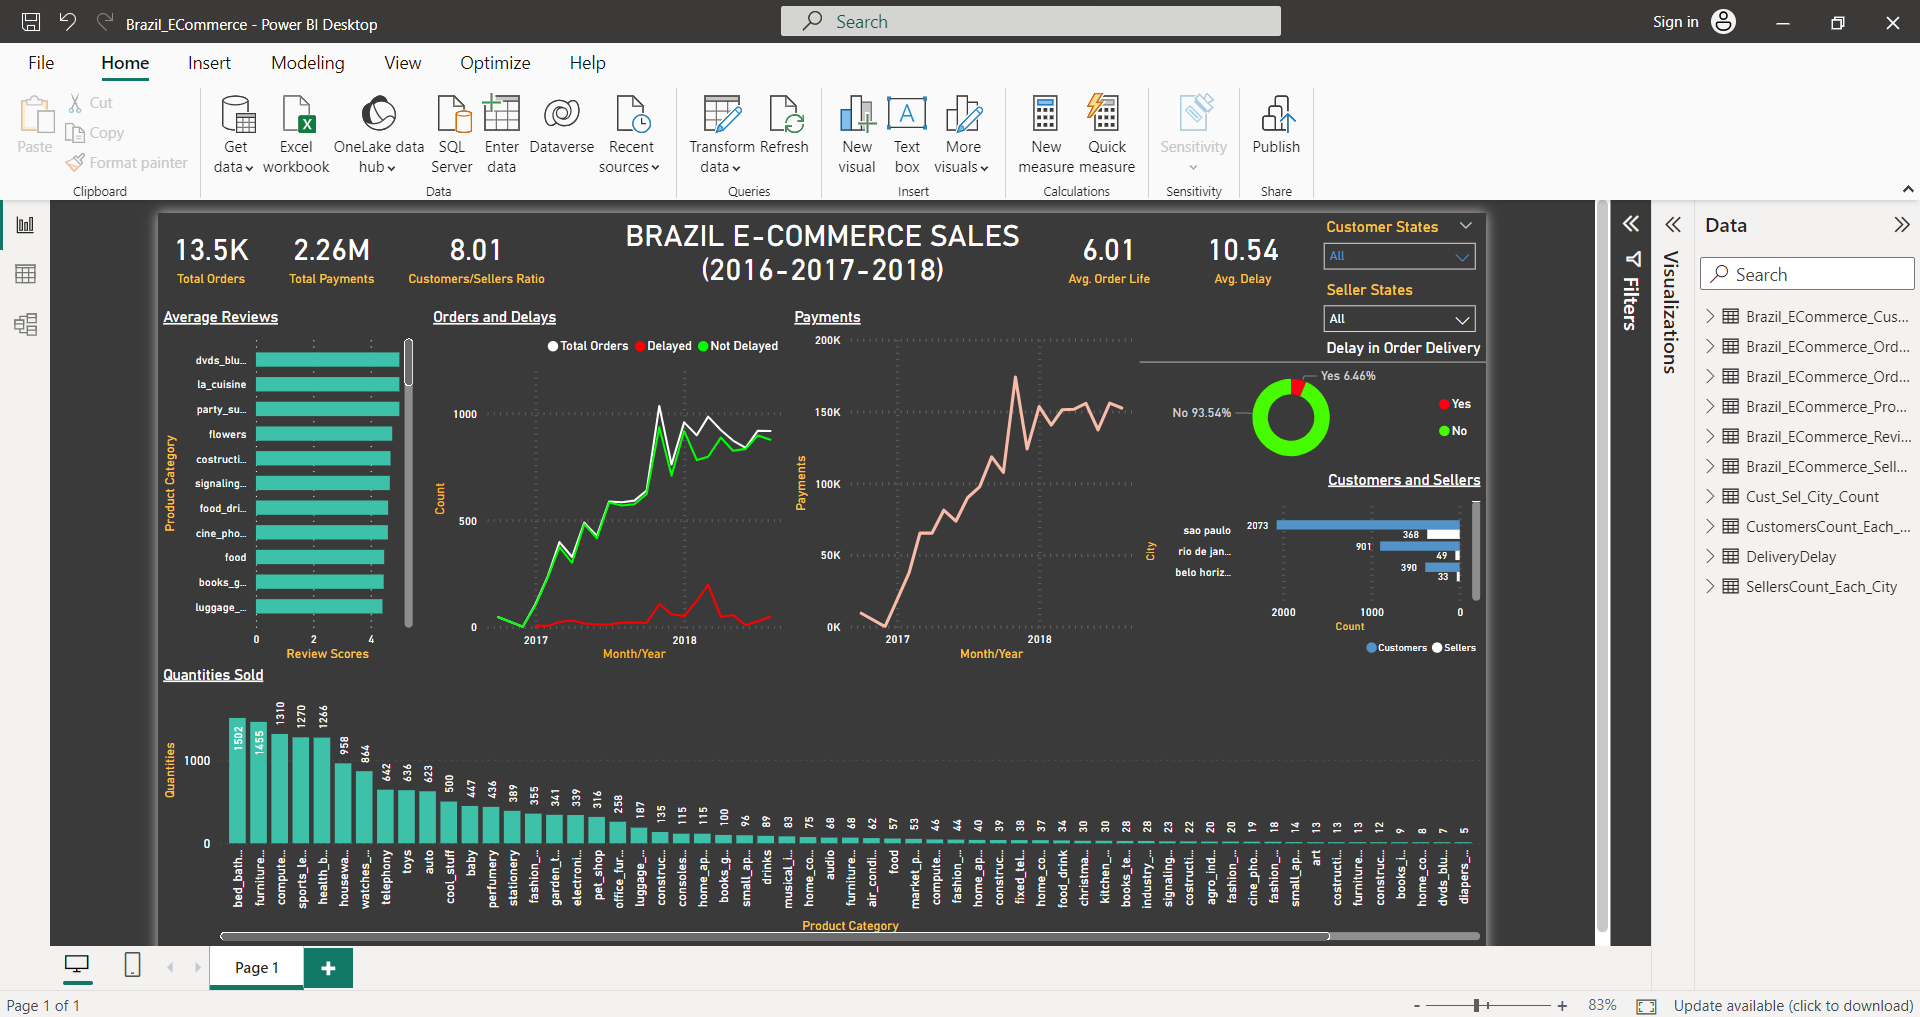 Brazil_ECommerce - Power BI Desktop
Search
Sign in
File Home Insert Modeling View Optimize Help
Paste
Cut
Copy
Format painter
Clipboard
Get data
Excel workbook
OneLake data hub
SQL Server
Enter data
Dataverse
Recent sources
Data
Transform data
Refresh
Queries
New visual
Text box
More visuals
Insert
New measure
Quick measure
Calculations
Sensitivity
Sensitivity
Publish
Share
13.5K
Total Orders
2.26M
Total Payments
8.01
Customers/Sellers Ratio
BRAZIL E-COMMERCE SALES
(2016-2017-2018)
6.01
Avg. Order Life
10.54
Avg. Delay
Customer States
All
Seller States
All
Average Reviews
Product Category
dvds_blu...
la_cuisine
party_su...
flowers
costructi...
signaling...
food_dri...
cine_pho...
food
books_g...
luggage_...
0 2 4
Review Scores
Orders and Delays
Total Orders Delayed Not Delayed
Count
1000
500
0
2017 2018
Month/Year
Payments
Payments
200K
150K
100K
50K
0K
2017 2018
Month/Year
Delay in Order Delivery
Yes 6.46%
No 93.54%
Yes
No
Customers and Sellers
City
sao paulo 2073
368
rio de jan... 901
49
belo horiz... 390
33
2000 1000 0
Count
Customers Sellers
Quantities Sold
Quantities
1000
0
1502 1455 1310 1270 1266 958 864 642 636 623 500 447 436 389 355 341 339 316 258 187 135 115 115 100 96 89 83 75 68 68 62 57 53 46 44 40 39 38 37 34 30 30 28 28 23 22 20 20 19 18 14 13 13 13 12 9 8 7 5
bed_bath... furniture... compute... sports_le... health_b... housewa... watches_... telephony toys auto cool_stuff baby perfumery stationery fashion_... garden_t... electroni... pet_shop office_fur... luggage_... construc... consoles... home_ap... books_g... small_ap... drinks musical_i... home_co... audio furniture... air_condi... food market_p... compute... fashion_... home_ap... construc... fixed_tel... home_co... food_drink christma... kitchen_... books_te... industry_... signaling... costructi... agro_ind... fashion_... cine_pho... fashion_... small_ap... art costructi... furniture... construc... books_i... home_co... dvds_blu... diapers_...
Product Category
Filters
Visualizations
Data
Search
Brazil_ECommerce_Cus...
Brazil_ECommerce_Ord...
Brazil_ECommerce_Ord...
Brazil_ECommerce_Pro...
Brazil_ECommerce_Revi...
Brazil_ECommerce_Sell...
Cust_Sel_City_Count
CustomersCount_Each_...
DeliveryDelay
SellersCount_Each_City
Page 1
Page 1 of 1
- + 83%
Update available (click to download)